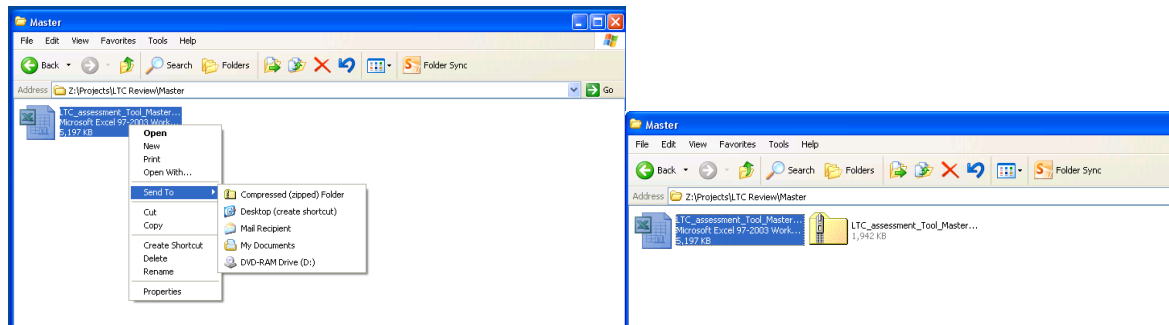 Master
File Edit View Favorites Tools Help
Back Search Folders Folder Sync
Address Z:\Projects\LTC Review\Master Go
LTC_assessment_Tool_Master...
Microsoft Excel 97-2003 Work...
5,197 KB
Open
New
Print
Open With...
Send To
Cut
Copy
Create Shortcut
Delete
Rename
Properties
Compressed (zipped) Folder
Desktop (create shortcut)
Mail Recipient
My Documents
DVD-RAM Drive (D:)
Master
File Edit View Favorites Tools Help
Back Search Folders Folder Sync
Address Z:\Projects\LTC Review\Master
LTC_assessment_Tool_Master...
Microsoft Excel 97-2003 Work...
5,197 KB
LTC_assessment_Tool_Master...
1,942 KB